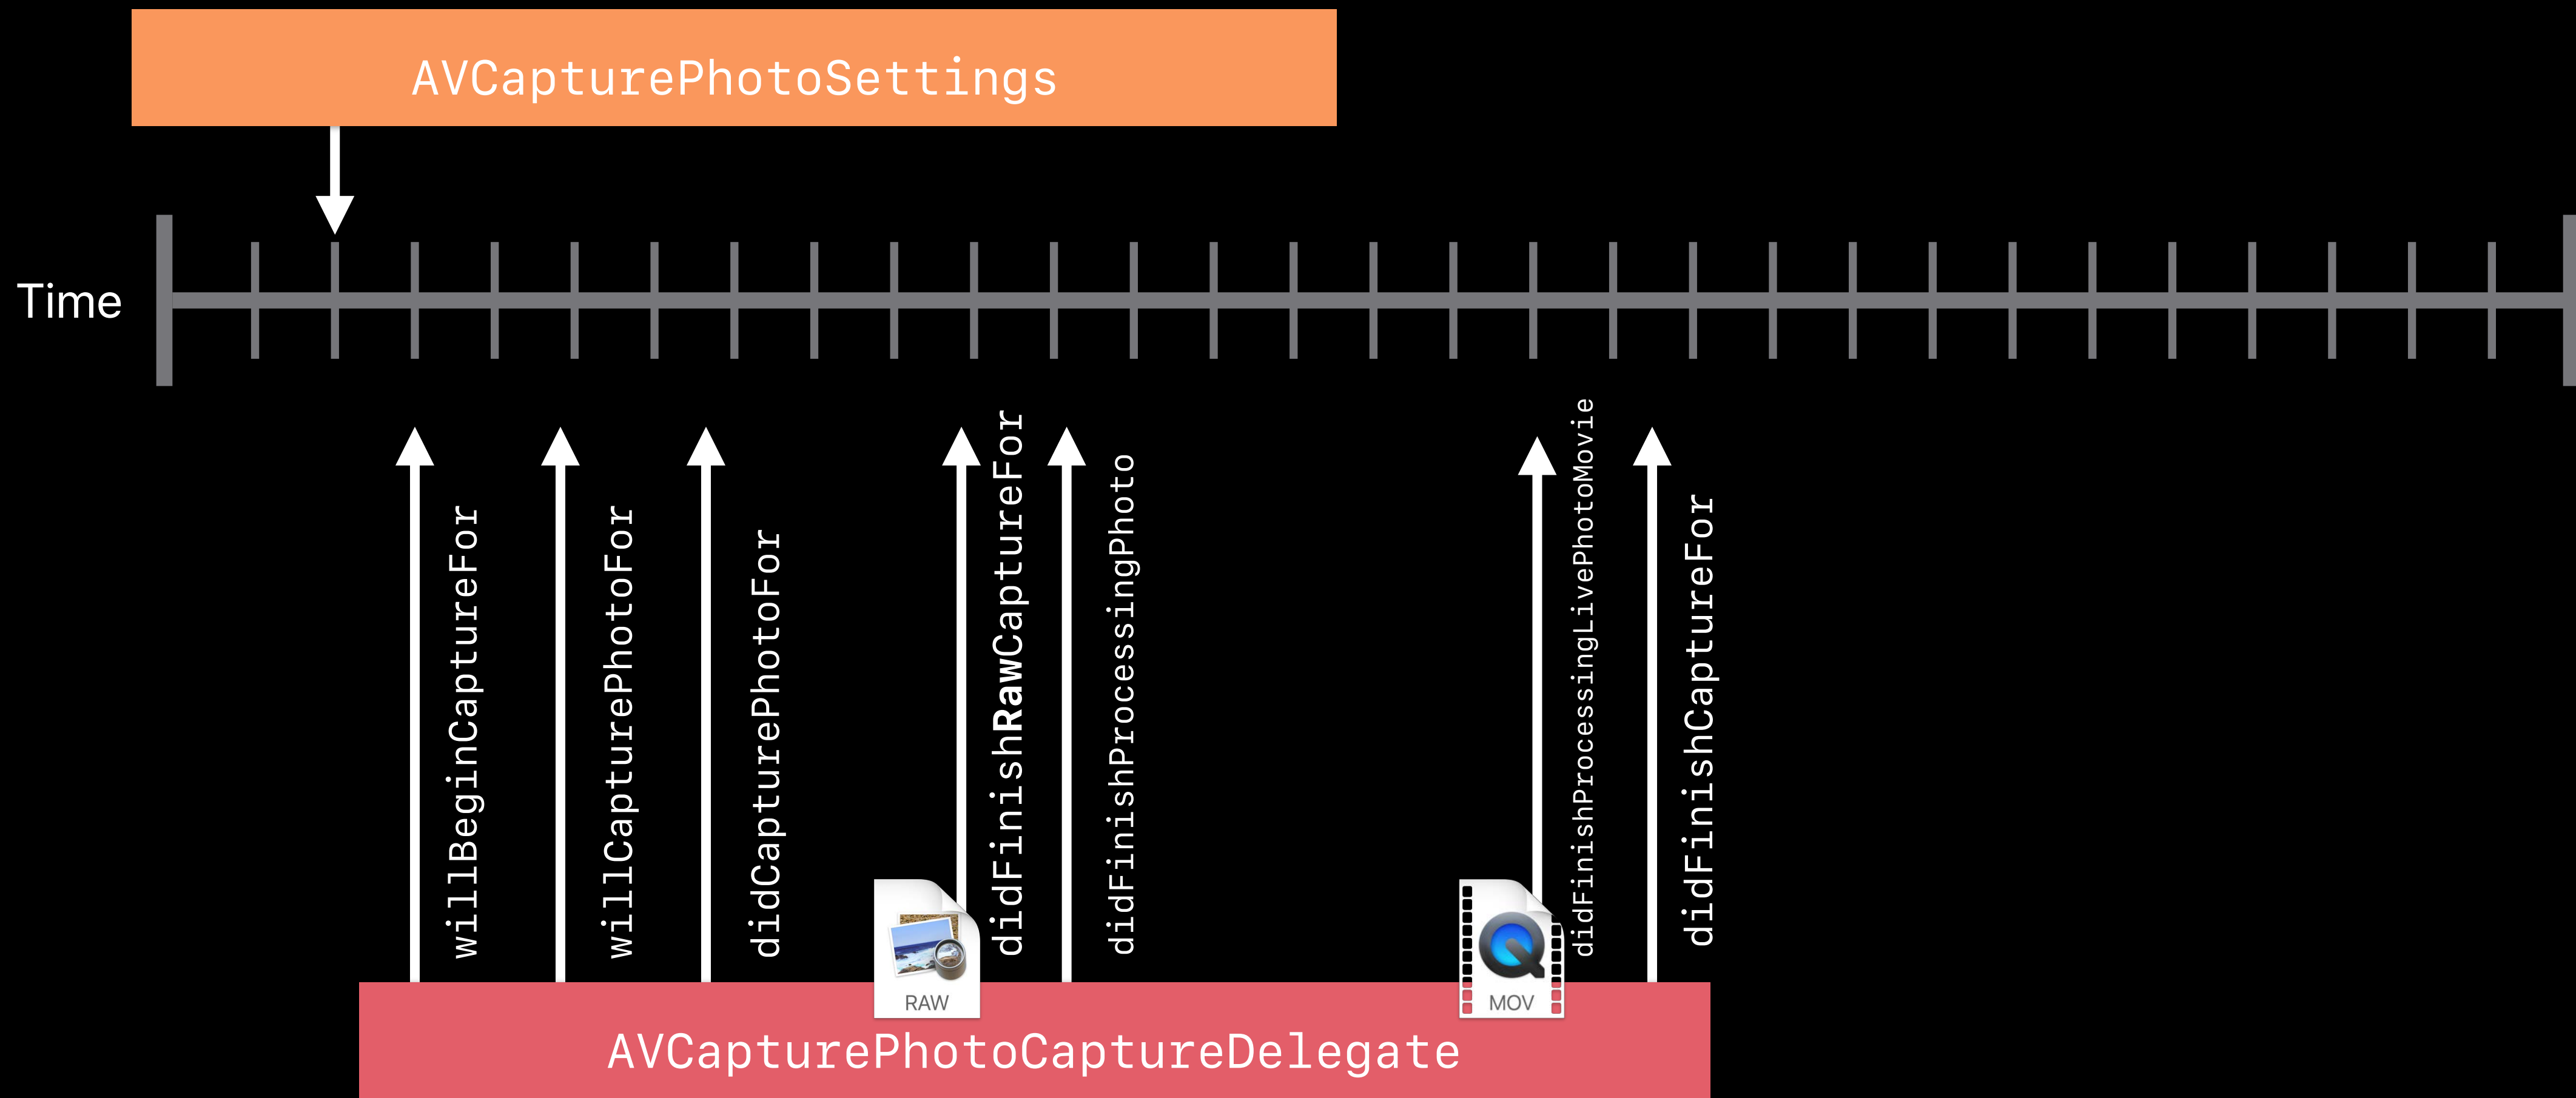 AVCapturePhotoSettings
Time
willBeginCaptureFor
willCapturePhotoFor
didCapturePhotoFor
didFinishRawCaptureFor
didFinishProcessingPhoto
didFinishProcessingLivePhotoMovie
didFinishCaptureFor
RAW
MOV
AVCapturePhotoCaptureDelegate